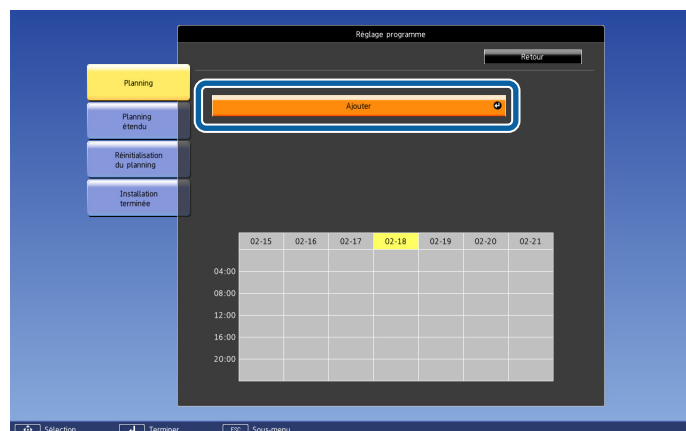 Réglage programme
Retour
Planning
Ajouter
Planning
étendu
Réinitialisation
du planning
Installation
terminée
02-15 02-16 02-17 02-18 02-19 02-20 02-21
04:00
08:00
12:00
16:00
20:00
Sélection Terminer ESC Sous-menu